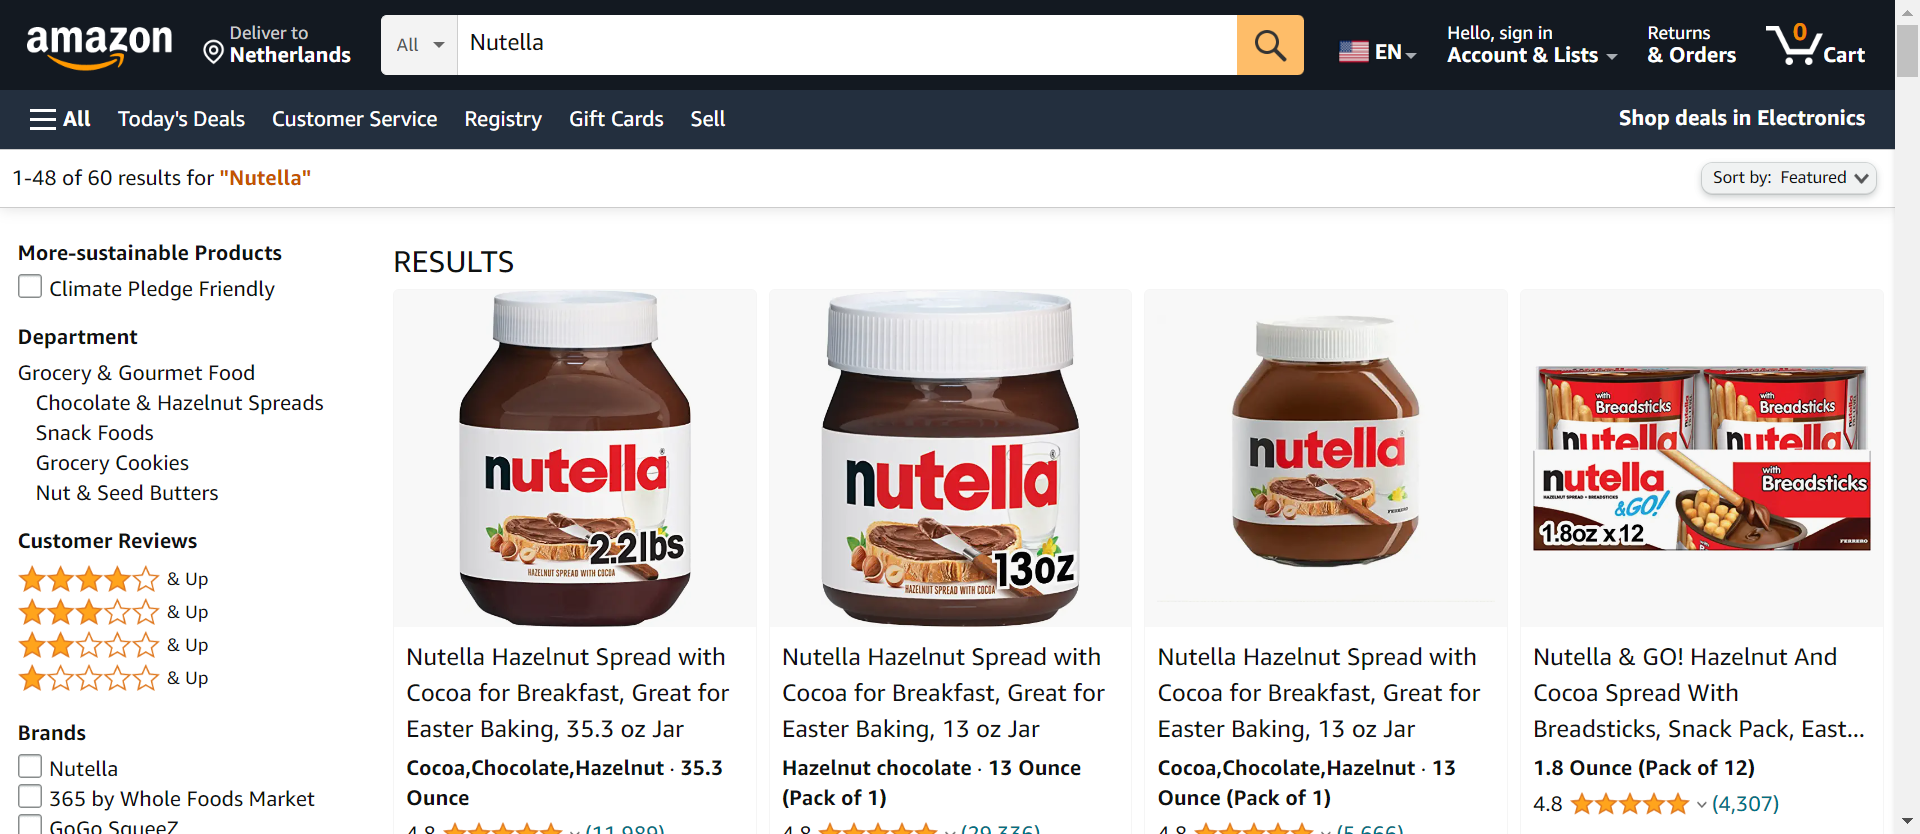 amazon
Deliver to
Netherlands
All
Nutella
EN
Hello, sign in
Account & Lists
Returns
& Orders
0
Cart
All
Today's Deals
Customer Service
Registry
Gift Cards
Sell
Shop deals in Electronics
1-48 of 60 results for "Nutella"
Sort by: Featured
More-sustainable Products
Climate Pledge Friendly
Department
Grocery & Gourmet Food
Chocolate & Hazelnut Spreads
Snack Foods
Grocery Cookies
Nut & Seed Butters
Customer Reviews
& Up
& Up
& Up
& Up
Brands
Nutella
365 by Whole Foods Market
GoGo SqueeZ
RESULTS
nutella
2.2lbs
HAZELNUT SPREAD WITH COCOA
Nutella Hazelnut Spread with
Cocoa for Breakfast, Great for
Easter Baking, 35.3 oz Jar
Cocoa,Chocolate,Hazelnut · 35.3
Ounce
4.8 (11,989)
nutella
13oz
HAZELNUT SPREAD WITH COCOA
Nutella Hazelnut Spread with
Cocoa for Breakfast, Great for
Easter Baking, 13 oz Jar
Hazelnut chocolate · 13 Ounce
(Pack of 1)
4.8 (29,336)
nutella
FERRERO
Nutella Hazelnut Spread with
Cocoa for Breakfast, Great for
Easter Baking, 13 oz Jar
Cocoa,Chocolate,Hazelnut · 13
Ounce (Pack of 1)
4.8 (5,666)
with
Breadsticks
nutella
with
Breadsticks
nutella
nutella
HAZELNUT SPREAD + BREADSTICKS
&GO!
with
Breadsticks
1.8oz x 12
FERRERO
Nutella & GO! Hazelnut And
Cocoa Spread With
Breadsticks, Snack Pack, East...
1.8 Ounce (Pack of 12)
4.8 (4,307)